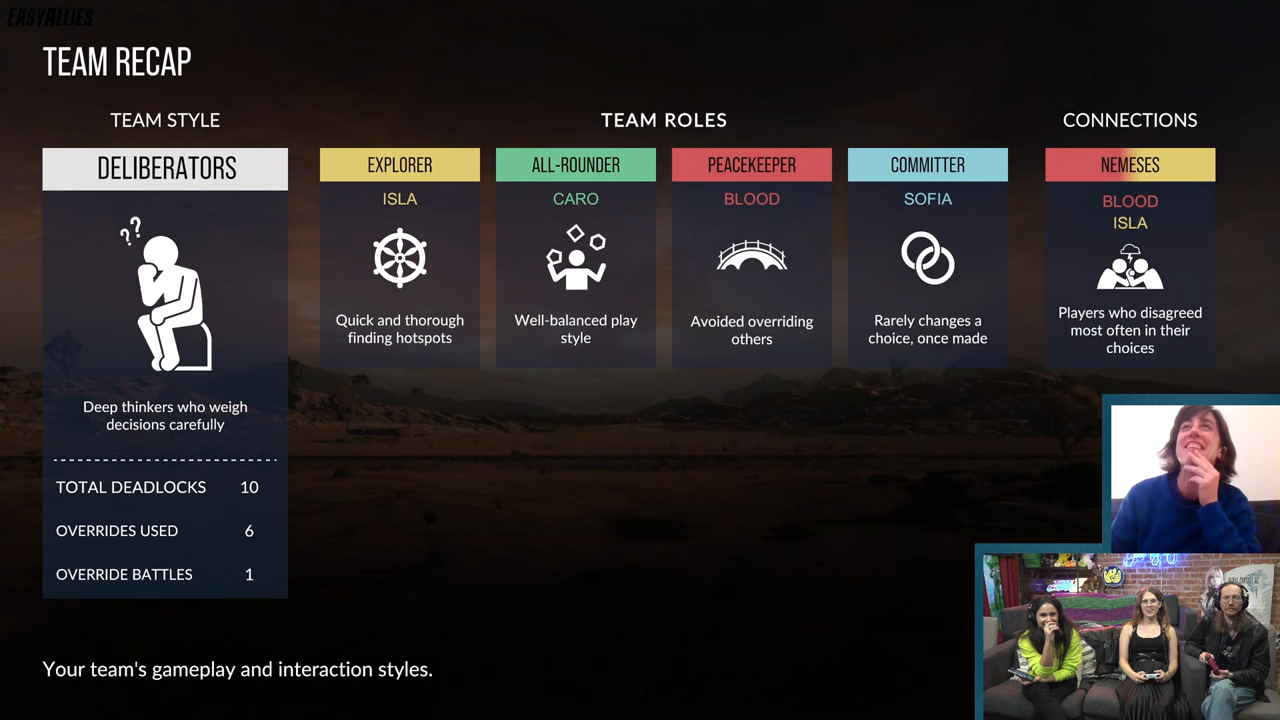 EASYALLIES
TEAM RECAP
TEAM STYLE
TEAM ROLES
CONNECTIONS
DELIBERATORS
Deep thinkers who weigh
decisions carefully
TOTAL DEADLOCKS 10
OVERRIDES USED 6
OVERRIDE BATTLES 1
EXPLORER
ISLA
Quick and thorough
finding hotspots
ALL-ROUNDER
CARO
Well-balanced play
style
PEACEKEEPER
BLOOD
Avoided overriding
others
COMMITTER
SOFIA
Rarely changes a
choice, once made
NEMESES
BLOOD
ISLA
Players who disagreed
most often in their
choices
Your team's gameplay and interaction styles.